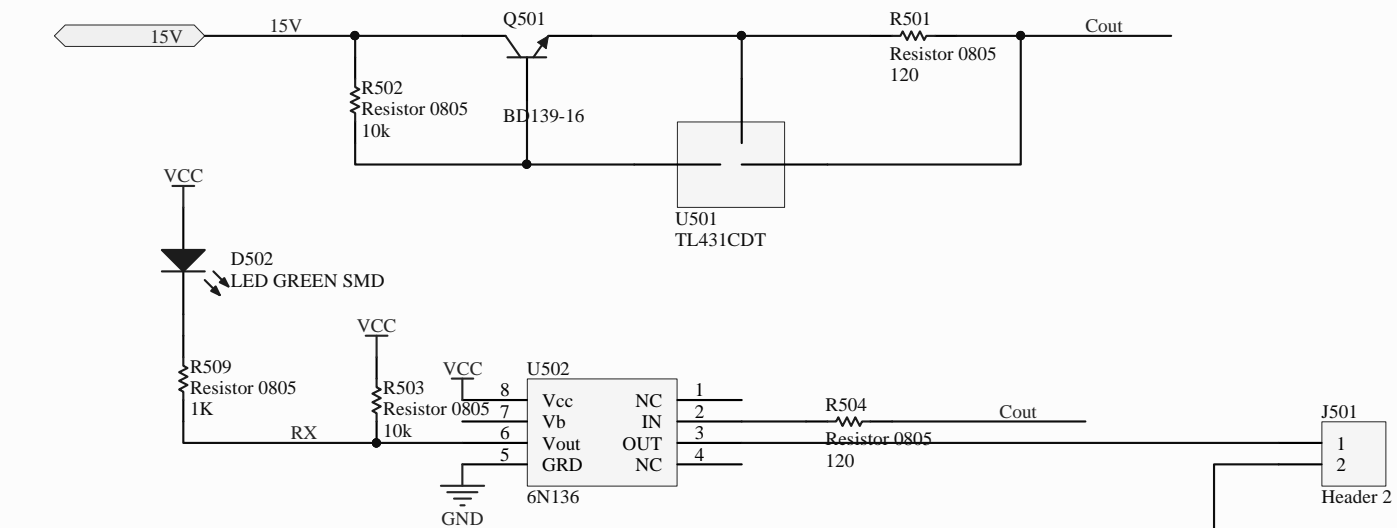 15V
15V
Q501
R501
Resistor 0805
120
Cout
R502
Resistor 0805
10k
BD139-16
U501
TL431CDT
VCC
D502
LED GREEN SMD
R509
Resistor 0805
1K
VCC
R503
Resistor 0805
10k
RX
VCC
U502
8 Vcc NC 1
7 Vb IN 2
6 Vout OUT 3
5 GRD NC 4
6N136
GND
R504
Resistor 0805
120
Cout
J501
1
2
Header 2